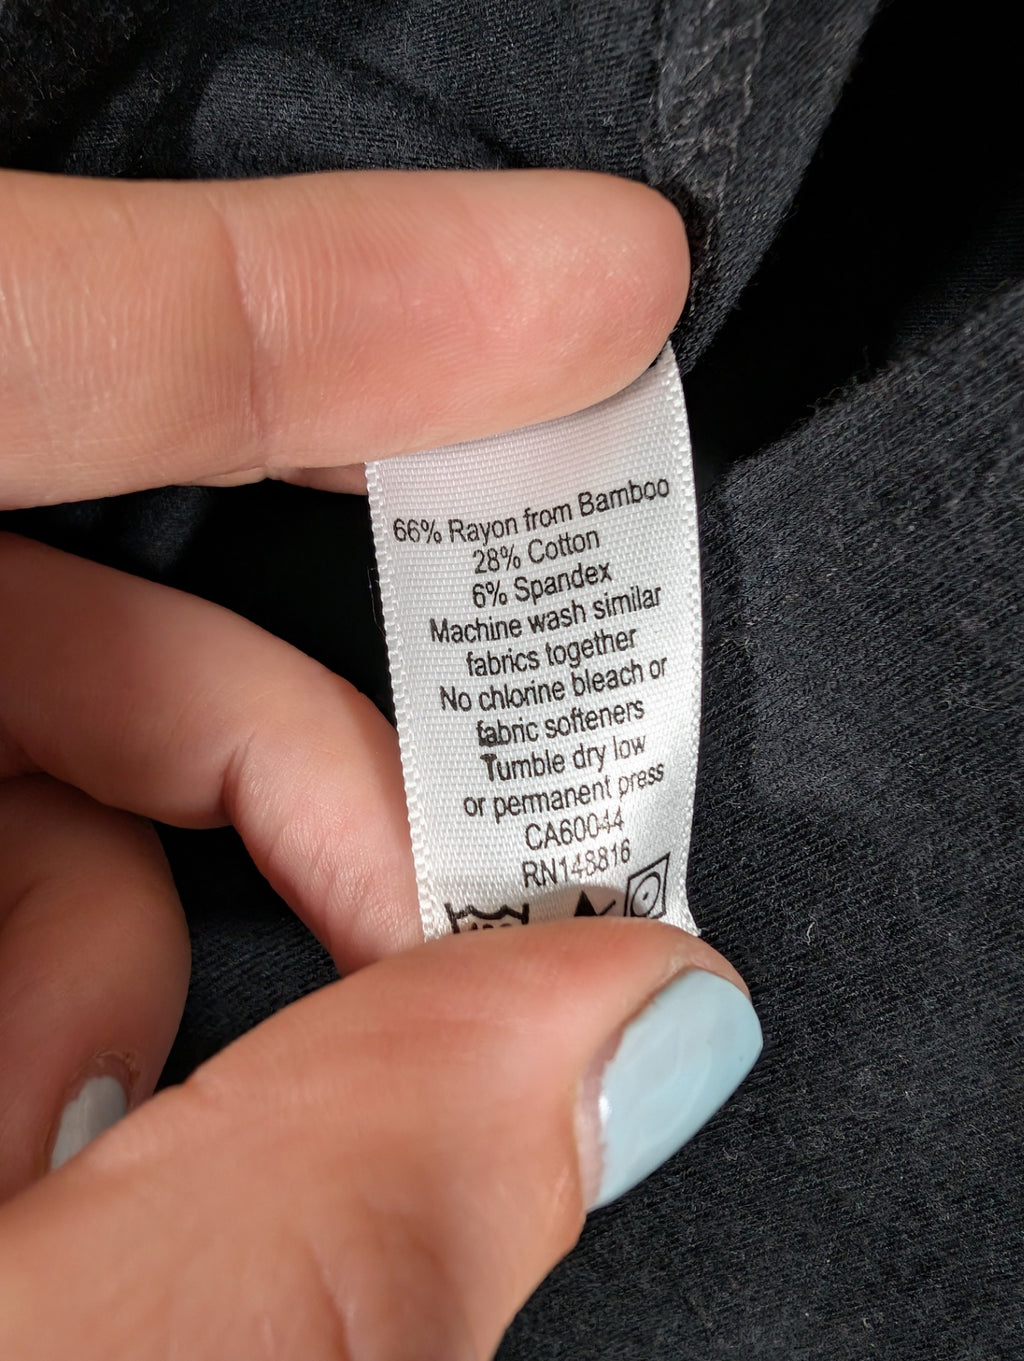 66% Rayon from Bamboo
28% Cotton
6% Spandex
Machine wash similar
fabrics together
No chlorine bleach or
fabric softeners
Tumble dry low
or permanent press
CA60044
RN148816